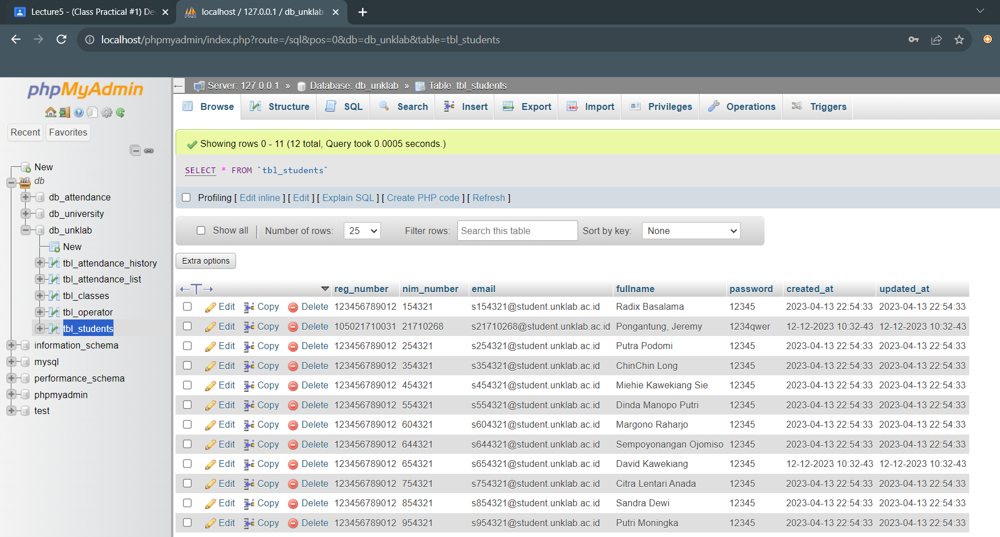 Lecture5 - (Class Practical #1) De
localhost / 127.0.0.1 / db_unklab
localhost/phpmyadmin/index.php?route=/sql&pos=0&db=db_unklab&table=tbl_students
phpMyAdmin
Recent
Favorites
New
db
db_attendance
db_university
db_unklab
New
tbl_attendance_history
tbl_attendance_list
tbl_classes
tbl_operator
tbl_students
information_schema
mysql
performance_schema
phpmyadmin
test
Server: 127.0.0.1 » Database: db_unklab » Table: tbl_students
Browse Structure SQL Search Insert Export Import Privileges Operations Triggers
Showing rows 0 - 11 (12 total, Query took 0.0005 seconds.)
SELECT * FROM `tbl_students`
Profiling [ Edit inline ] [ Edit ] [ Explain SQL ] [ Create PHP code ] [ Refresh ]
Show all | Number of rows: 25 Filter rows: Search this table Sort by key: None
Extra options
←T→ reg_number nim_number email fullname password created_at updated_at
Edit Copy Delete 123456789012 154321 s154321@student.unklab.ac.id Radix Basalama 12345 2023-04-13 22:54:33 2023-04-13 22:54:33
Edit Copy Delete 105021710031 21710268 s21710268@student.unklab.ac.id Pongantung, Jeremy 1234qwer 12-12-2023 10:32-43 12-12-2023 10:32-43
Edit Copy Delete 123456789012 254321 s254321@student.unklab.ac.id Putra Podomi 12345 2023-04-13 22:54:33 2023-04-13 22:54:33
Edit Copy Delete 123456789012 354321 s354321@student.unklab.ac.id ChinChin Long 12345 2023-04-13 22:54:33 2023-04-13 22:54:33
Edit Copy Delete 123456789012 454321 s454321@student.unklab.ac.id Miehie Kawekiang Sie 12345 2023-04-13 22:54:33 2023-04-13 22:54:33
Edit Copy Delete 123456789012 554321 s554321@student.unklab.ac.id Dinda Manopo Putri 12345 2023-04-13 22:54:33 2023-04-13 22:54:33
Edit Copy Delete 123456789012 604321 s604321@student.unklab.ac.id Margono Raharjo 12345 2023-04-13 22:54:33 2023-04-13 22:54:33
Edit Copy Delete 123456789012 644321 s644321@student.unklab.ac.id Sempoyonangan Ojomiso 12345 2023-04-13 22:54:33 2023-04-13 22:54:33
Edit Copy Delete 123456789012 654321 s654321@student.unklab.ac.id David Kawekiang 12345 12-12-2023 10:32-43 12-12-2023 10:32-43
Edit Copy Delete 123456789012 754321 s754321@student.unklab.ac.id Citra Lentari Anada 12345 2023-04-13 22:54:33 2023-04-13 22:54:33
Edit Copy Delete 123456789012 854321 s854321@student.unklab.ac.id Sandra Dewi 12345 2023-04-13 22:54:33 2023-04-13 22:54:33
Edit Copy Delete 123456789012 954321 s954321@student.unklab.ac.id Putri Moningka 12345 2023-04-13 22:54:33 2023-04-13 22:54:33